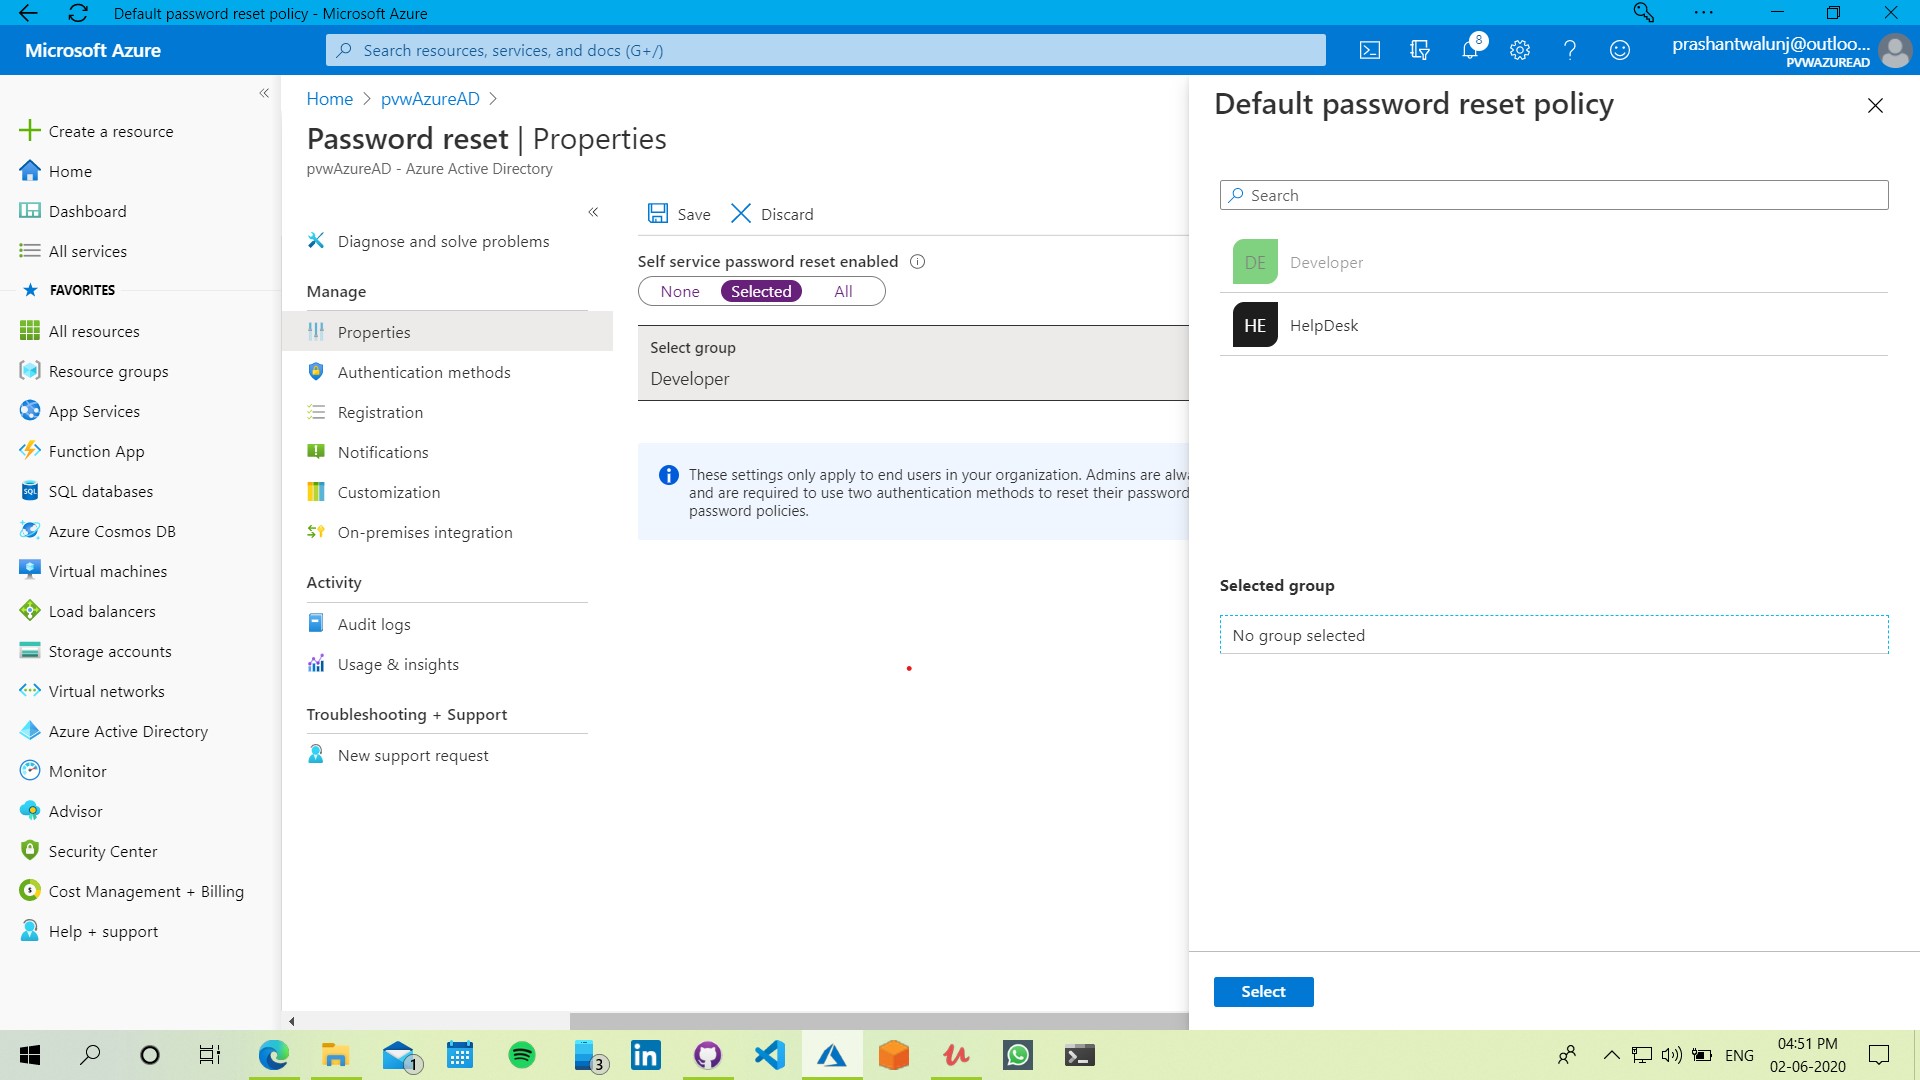 Default password reset policy - Microsoft Azure
Microsoft Azure
Search resources, services, and docs (G+/)
8
prashantwalunj@outloo...
PVWAZUREAD
Create a resource
Home
Dashboard
All services
FAVORITES
All resources
Resource groups
App Services
Function App
SQL
SQL databases
Azure Cosmos DB
Virtual machines
Load balancers
Storage accounts
Virtual networks
Azure Active Directory
Monitor
Advisor
Security Center
Cost Management + Billing
Help + support
Home > pvwAzureAD >
Password reset | Properties
pvwAzureAD - Azure Active Directory
Diagnose and solve problems
Manage
Properties
Authentication methods
Registration
Notifications
Customization
On-premises integration
Activity
Audit logs
Usage & insights
Troubleshooting + Support
New support request
Save Discard
Self service password reset enabled
None Selected All
Select group
Developer
These settings only apply to end users in your organization. Admins are alwa
and are required to use two authentication methods to reset their password
password policies.
Default password reset policy
Search
DE Developer
HE HelpDesk
Selected group
No group selected
Select
1
3
ENG
04:51 PM
02-06-2020